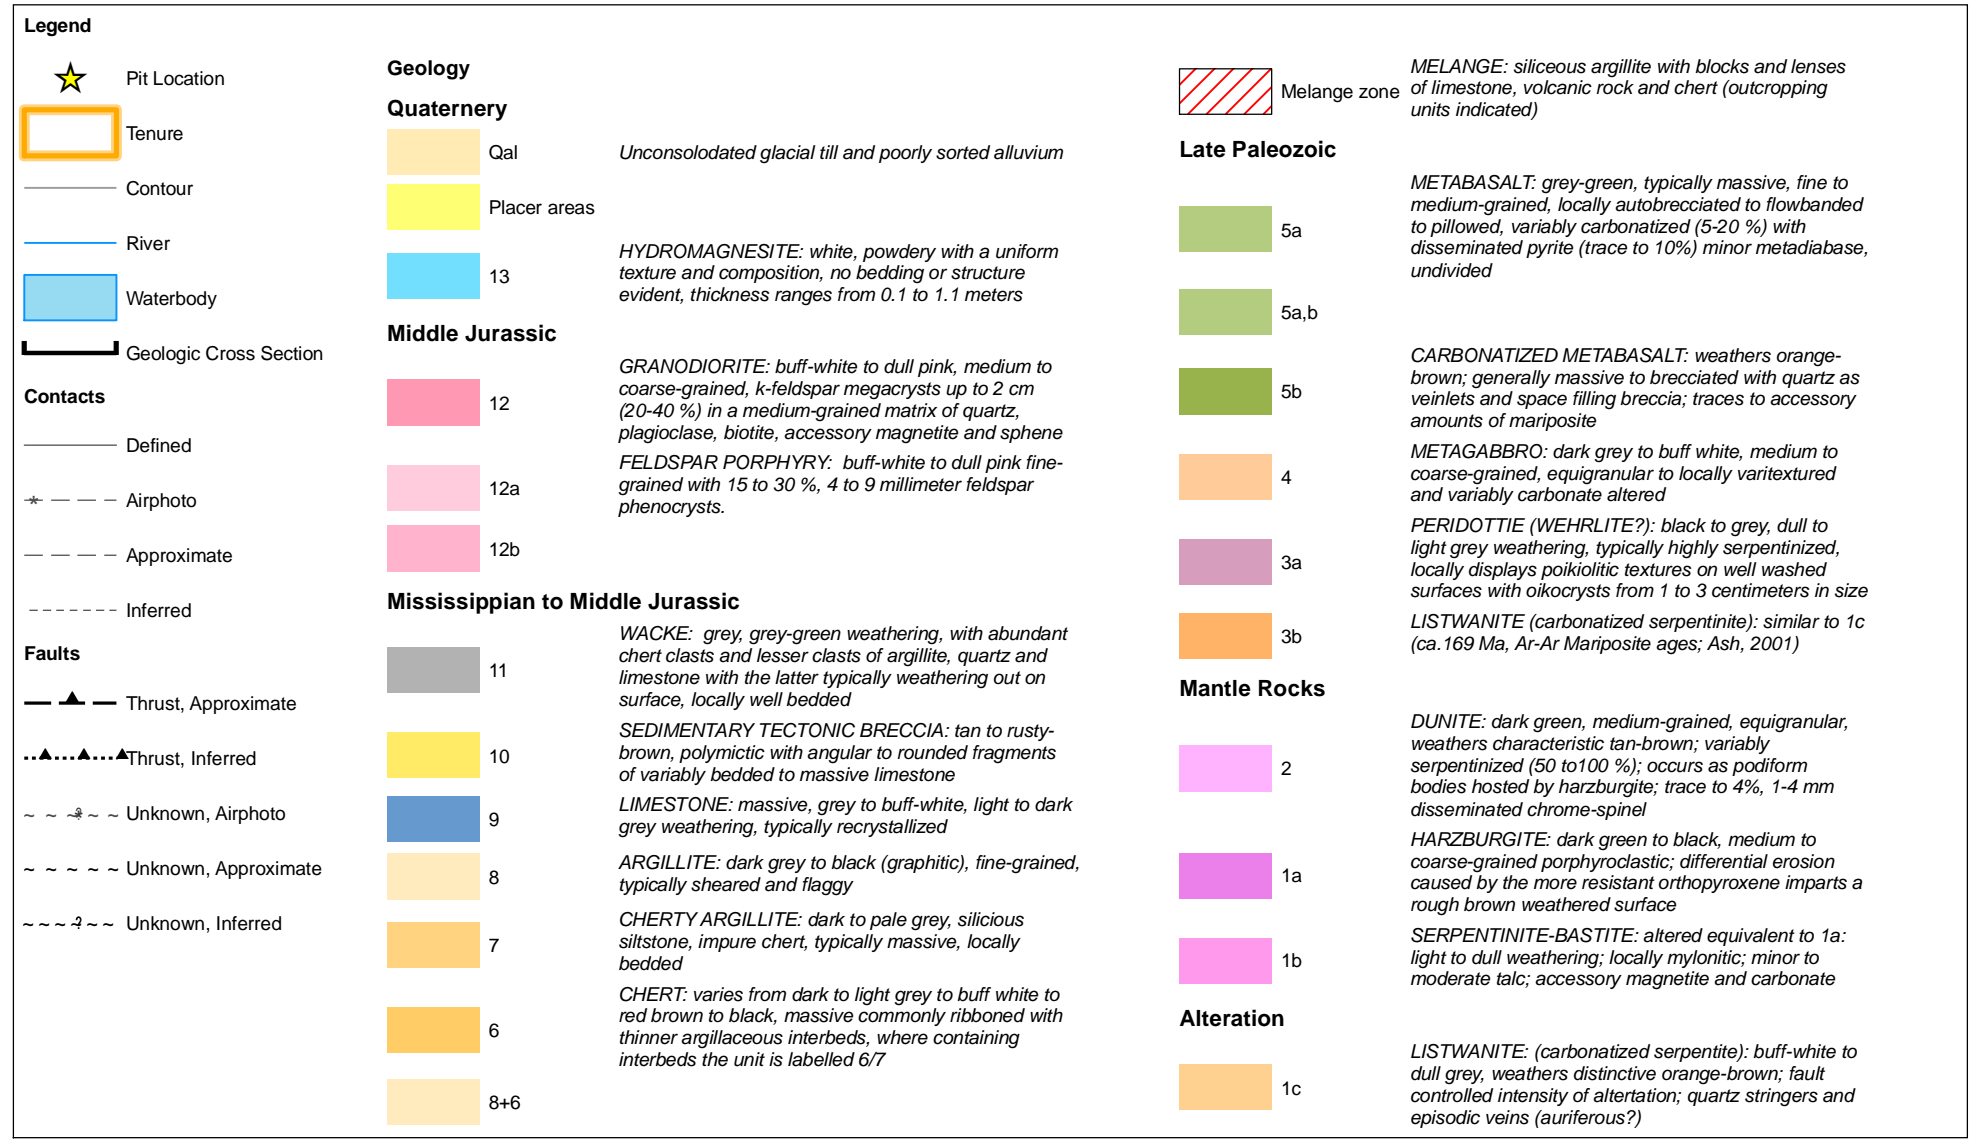 Legend
Pit Location
Tenure
Contour
River
Waterbody
Geologic Cross Section
Contacts
Defined
Airphoto
Approximate
Inferred
Faults
Thrust, Approximate
Thrust, Inferred
Unknown, Airphoto
Unknown, Approximate
Unknown, Inferred
Geology
Quaternery
Qal
Unconsolodated glacial till and poorly sorted alluvium
Placer areas
13
HYDROMAGNESITE: white, powdery with a uniform
texture and composition, no bedding or structure
evident, thickness ranges from 0.1 to 1.1 meters
Middle Jurassic
12
GRANODIORITE: buff-white to dull pink, medium to
coarse-grained, k-feldspar megacrysts up to 2 cm
(20-40 %) in a medium-grained matrix of quartz,
plagioclase, biotite, accessory magnetite and sphene
12a
FELDSPAR PORPHYRY: buff-white to dull pink fine-
grained with 15 to 30 %, 4 to 9 millimeter feldspar
phenocrysts.
12b
Mississippian to Middle Jurassic
11
WACKE: grey, grey-green weathering, with abundant
chert clasts and lesser clasts of argillite, quartz and
limestone with the latter typically weathering out on
surface, locally well bedded
10
SEDIMENTARY TECTONIC BRECCIA: tan to rusty-
brown, polymictic with angular to rounded fragments
of variably bedded to massive limestone
9
LIMESTONE: massive, grey to buff-white, light to dark
grey weathering, typically recrystallized
8
ARGILLITE: dark grey to black (graphitic), fine-grained,
typically sheared and flaggy
7
CHERTY ARGILLITE: dark to pale grey, silicious
siltstone, impure chert, typically massive, locally
bedded
6
CHERT: varies from dark to light grey to buff white to
red brown to black, massive commonly ribboned with
thinner argillaceous interbeds, where containing
interbeds the unit is labelled 6/7
8+6
Melange zone
MELANGE: siliceous argillite with blocks and lenses
of limestone, volcanic rock and chert (outcropping
units indicated)
Late Paleozoic
5a
METABASALT: grey-green, typically massive, fine to
medium-grained, locally autobrecciated to flowbanded
to pillowed, variably carbonatized (5-20 %) with
disseminated pyrite (trace to 10%) minor metadiabase,
undivided
5a,b
5b
CARBONATIZED METABASALT: weathers orange-
brown; generally massive to brecciated with quartz as
veinlets and space filling breccia; traces to accessory
amounts of mariposite
4
METAGABBRO: dark grey to buff white, medium to
coarse-grained, equigranular to locally varitextured
and variably carbonate altered
3a
PERIDOTTIE (WEHRLITE?): black to grey, dull to
light grey weathering, typically highly serpentinized,
locally displays poikiolitic textures on well washed
surfaces with oikocrysts from 1 to 3 centimeters in size
3b
LISTWANITE (carbonatized serpentinite): similar to 1c
(ca.169 Ma, Ar-Ar Mariposite ages; Ash, 2001)
Mantle Rocks
2
DUNITE: dark green, medium-grained, equigranular,
weathers characteristic tan-brown; variably
serpentinized (50 to100 %); occurs as podiform
bodies hosted by harzburgite; trace to 4%, 1-4 mm
disseminated chrome-spinel
1a
HARZBURGITE: dark green to black, medium to
coarse-grained porphyroclastic; differential erosion
caused by the more resistant orthopyroxene imparts a
rough brown weathered surface
1b
SERPENTINITE-BASTITE: altered equivalent to 1a:
light to dull weathering; locally mylonitic; minor to
moderate talc; accessory magnetite and carbonate
Alteration
1c
LISTWANITE: (carbonatized serpentite): buff-white to
dull grey, weathers distinctive orange-brown; fault
controlled intensity of altertation; quartz stringers and
episodic veins (auriferous?)